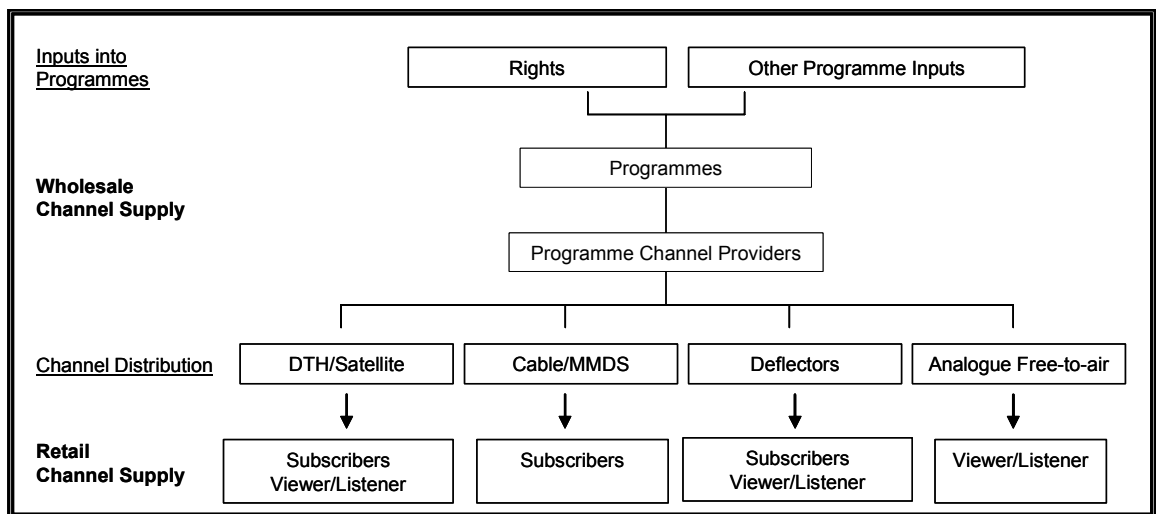 Inputs into
Programmes
Rights
Other Programme Inputs
Programmes
Wholesale
Channel Supply
Programme Channel Providers
Channel Distribution
DTH/Satellite
Cable/MMDS
Deflectors
Analogue Free-to-air
Retail
Channel Supply
Subscribers
Viewer/Listener
Subscribers
Subscribers
Viewer/Listener
Viewer/Listener